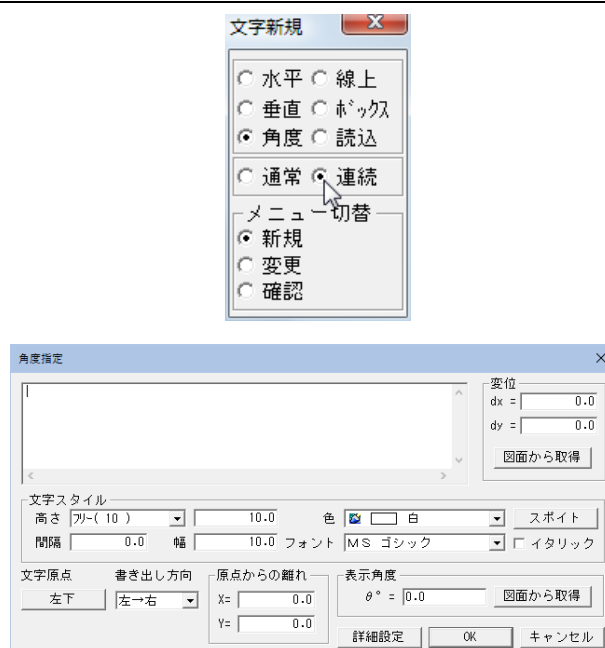 文字新規
水平 線上
垂直 ﾎﾞｯｸｽ
角度 読込
通常 連続
メニュー切替
新規
変更
確認
角度指定
変位
dx = 0.0
dy = 0.0
図面から取得
文字スタイル
高さ ﾌﾘｰ( 10 ) 10.0 色 白 スポイト
間隔 0.0 幅 10.0 フォント ＭＳ ゴシック イタリック
文字原点 書き出し方向 原点からの離れ 表示角度
左下 左→右 X= 0.0 θ°= 0.0 図面から取得
Y= 0.0
詳細設定 OK キャンセル